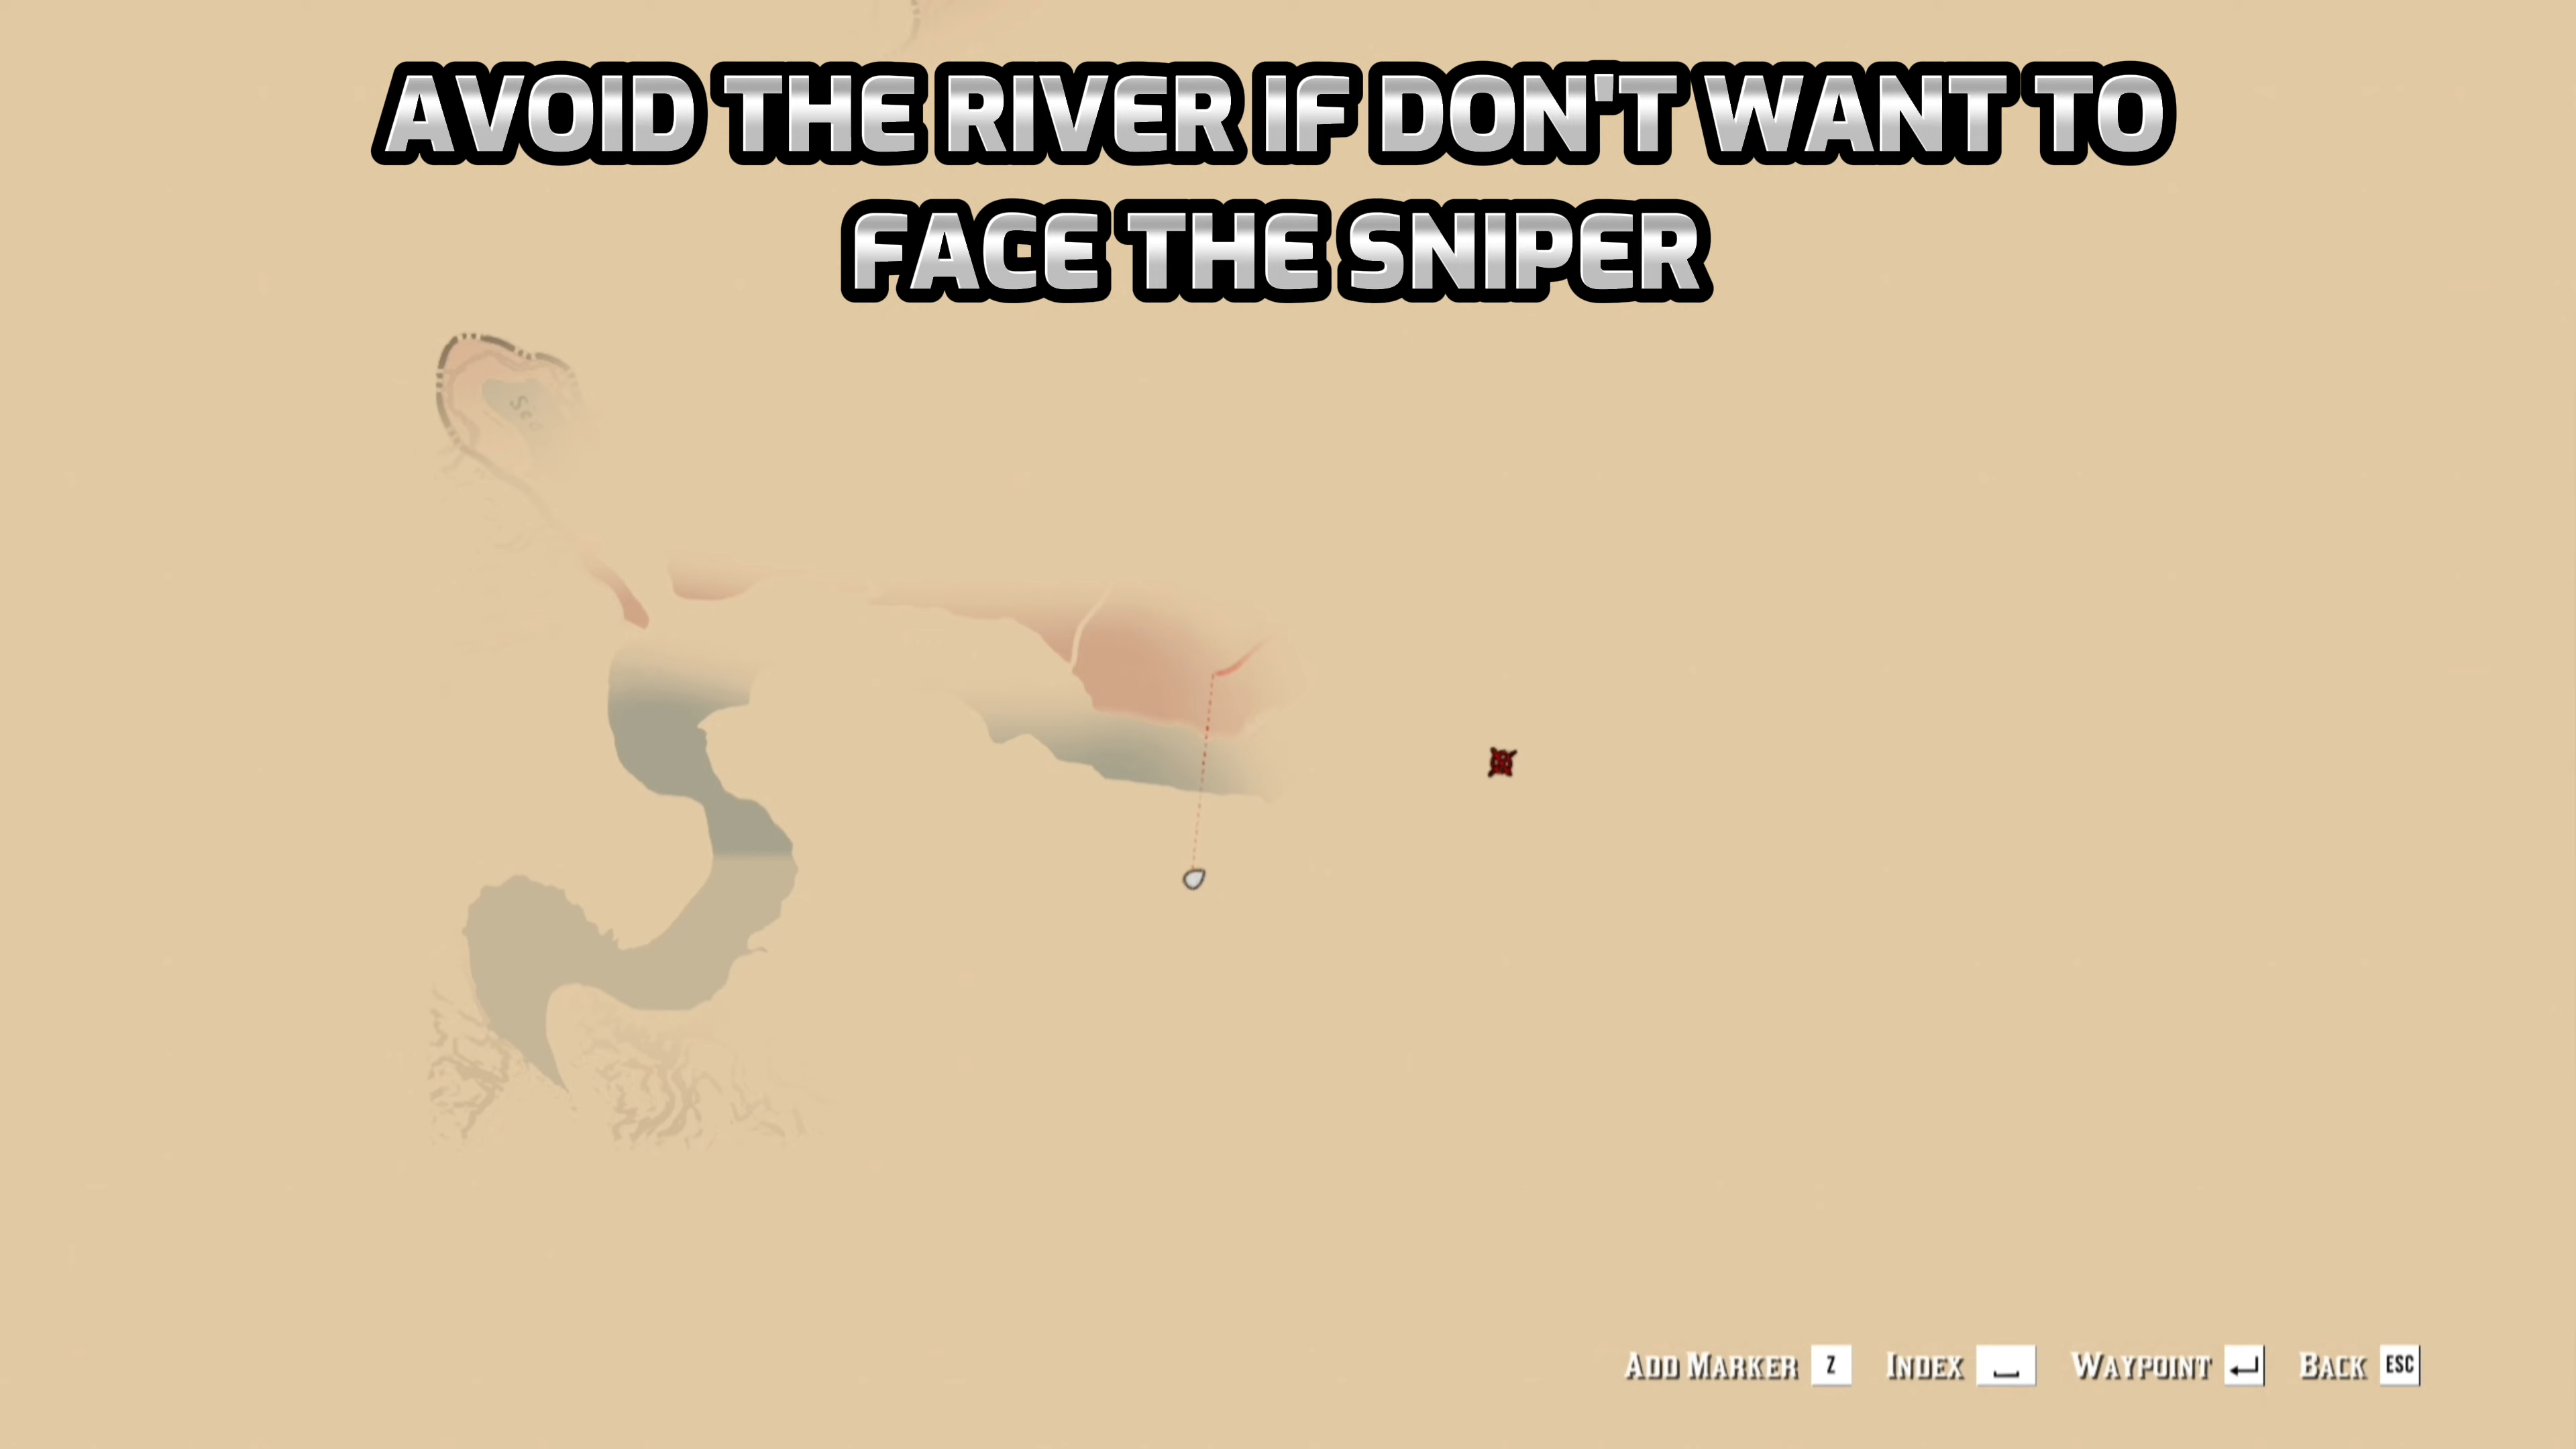 AVOID THE RIVER IF DON'T WANT TO
FACE THE SNIPER
Add Marker Z Index Waypoint Back ESC